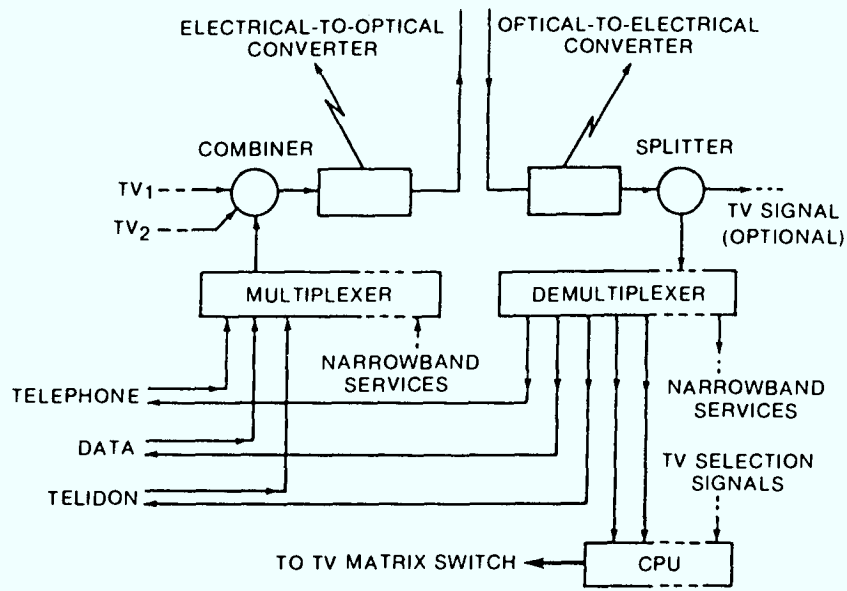 ELECTRICAL-TO-OPTICAL
CONVERTER
OPTICAL-TO-ELECTRICAL
CONVERTER
COMBINER
SPLITTER
TV1
TV2
TV SIGNAL
(OPTIONAL)
MULTIPLEXER
DEMULTIPLEXER
NARROWBAND
SERVICES
NARROWBAND
SERVICES
TELEPHONE
DATA
TV SELECTION
SIGNALS
TELIDON
TO TV MATRIX SWITCH
CPU